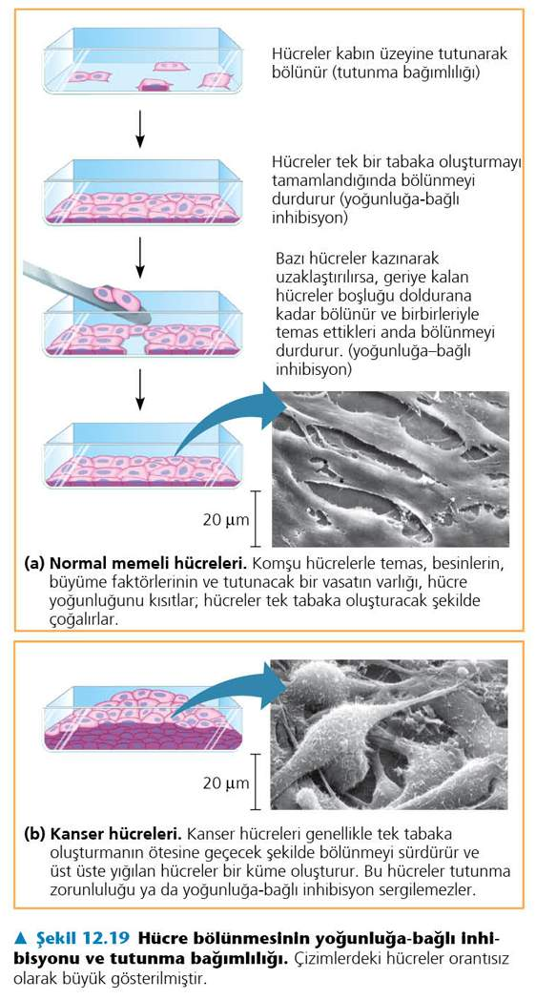 Hücreler kabın üzeyine tutunarak
bölünür (tutunma bağımlılığı)
Hücreler tek bir tabaka oluşturmayı
tamamlandığında bölünmeyi
durdurur (yoğunluğa-bağlı
inhibisyon)
Bazı hücreler kazınarak
uzaklaştırılırsa, geriye kalan
hücreler boşluğu doldurana
kadar bölünür ve birbirleriyle
temas ettikleri anda bölünmeyi
durdurur. (yoğunluğa–bağlı
inhibisyon)
20 µm
(a) Normal memeli hücreleri. Komşu hücrelerle temas, besinlerin,
büyüme faktörlerinin ve tutunacak bir vasatın varlığı, hücre
yoğunluğunu kısıtlar; hücreler tek tabaka oluşturacak şekilde
çoğalırlar.
20 µm
(b) Kanser hücreleri. Kanser hücreleri genellikle tek tabaka
oluşturmanın ötesine geçecek şekilde bölünmeyi sürdürür ve
üst üste yığılan hücreler bir küme oluşturur. Bu hücreler tutunma
zorunluluğu ya da yoğunluğa-bağlı inhibisyon sergilemezler.
▲ Şekil 12.19 Hücre bölünmesinin yoğunluğa-bağlı inhi-
bisyonu ve tutunma bağımlılığı. Çizimlerdeki hücreler orantısız
olarak büyük gösterilmiştir.